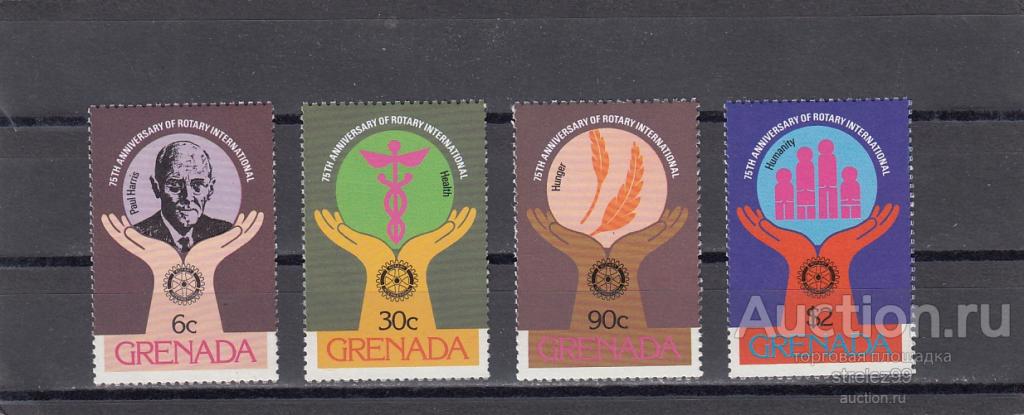 75TH ANNIVERSARY OF ROTARY INTERNATIONAL
Paul Harris
6c
GRENADA
75TH ANNIVERSARY OF ROTARY INTERNATIONAL
Health
30c
GRENADA
75TH ANNIVERSARY OF ROTARY INTERNATIONAL
Hunger
90c
GRENADA
75TH ANNIVERSARY OF ROTARY INTERNATIONAL
Humanity
$2
GRENADA
Auction.ru
торговая площадка
strelez99
auction.ru